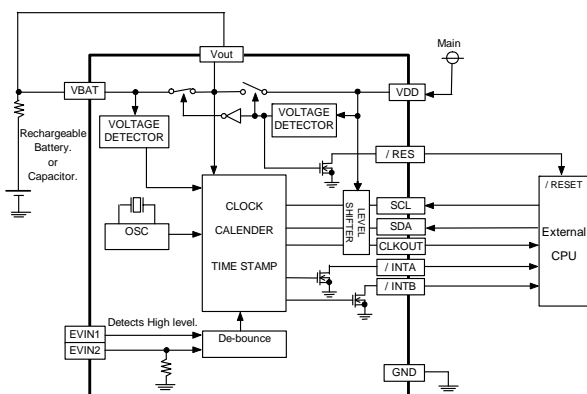 Vout
Main
VBAT
VDD
VOLTAGE
DETECTOR
VOLTAGE
DETECTOR
Rechargeable
Battery.
or
Capacitor.
/ RES
/ RESET
CLOCK
CALENDER
TIME STAMP
LEVEL
SHIFTER
SCL
SDA
CLKOUT
External
CPU
OSC
/ INTA
/ INTB
Detects High level.
EVIN1
EVIN2
De-bounce
GND